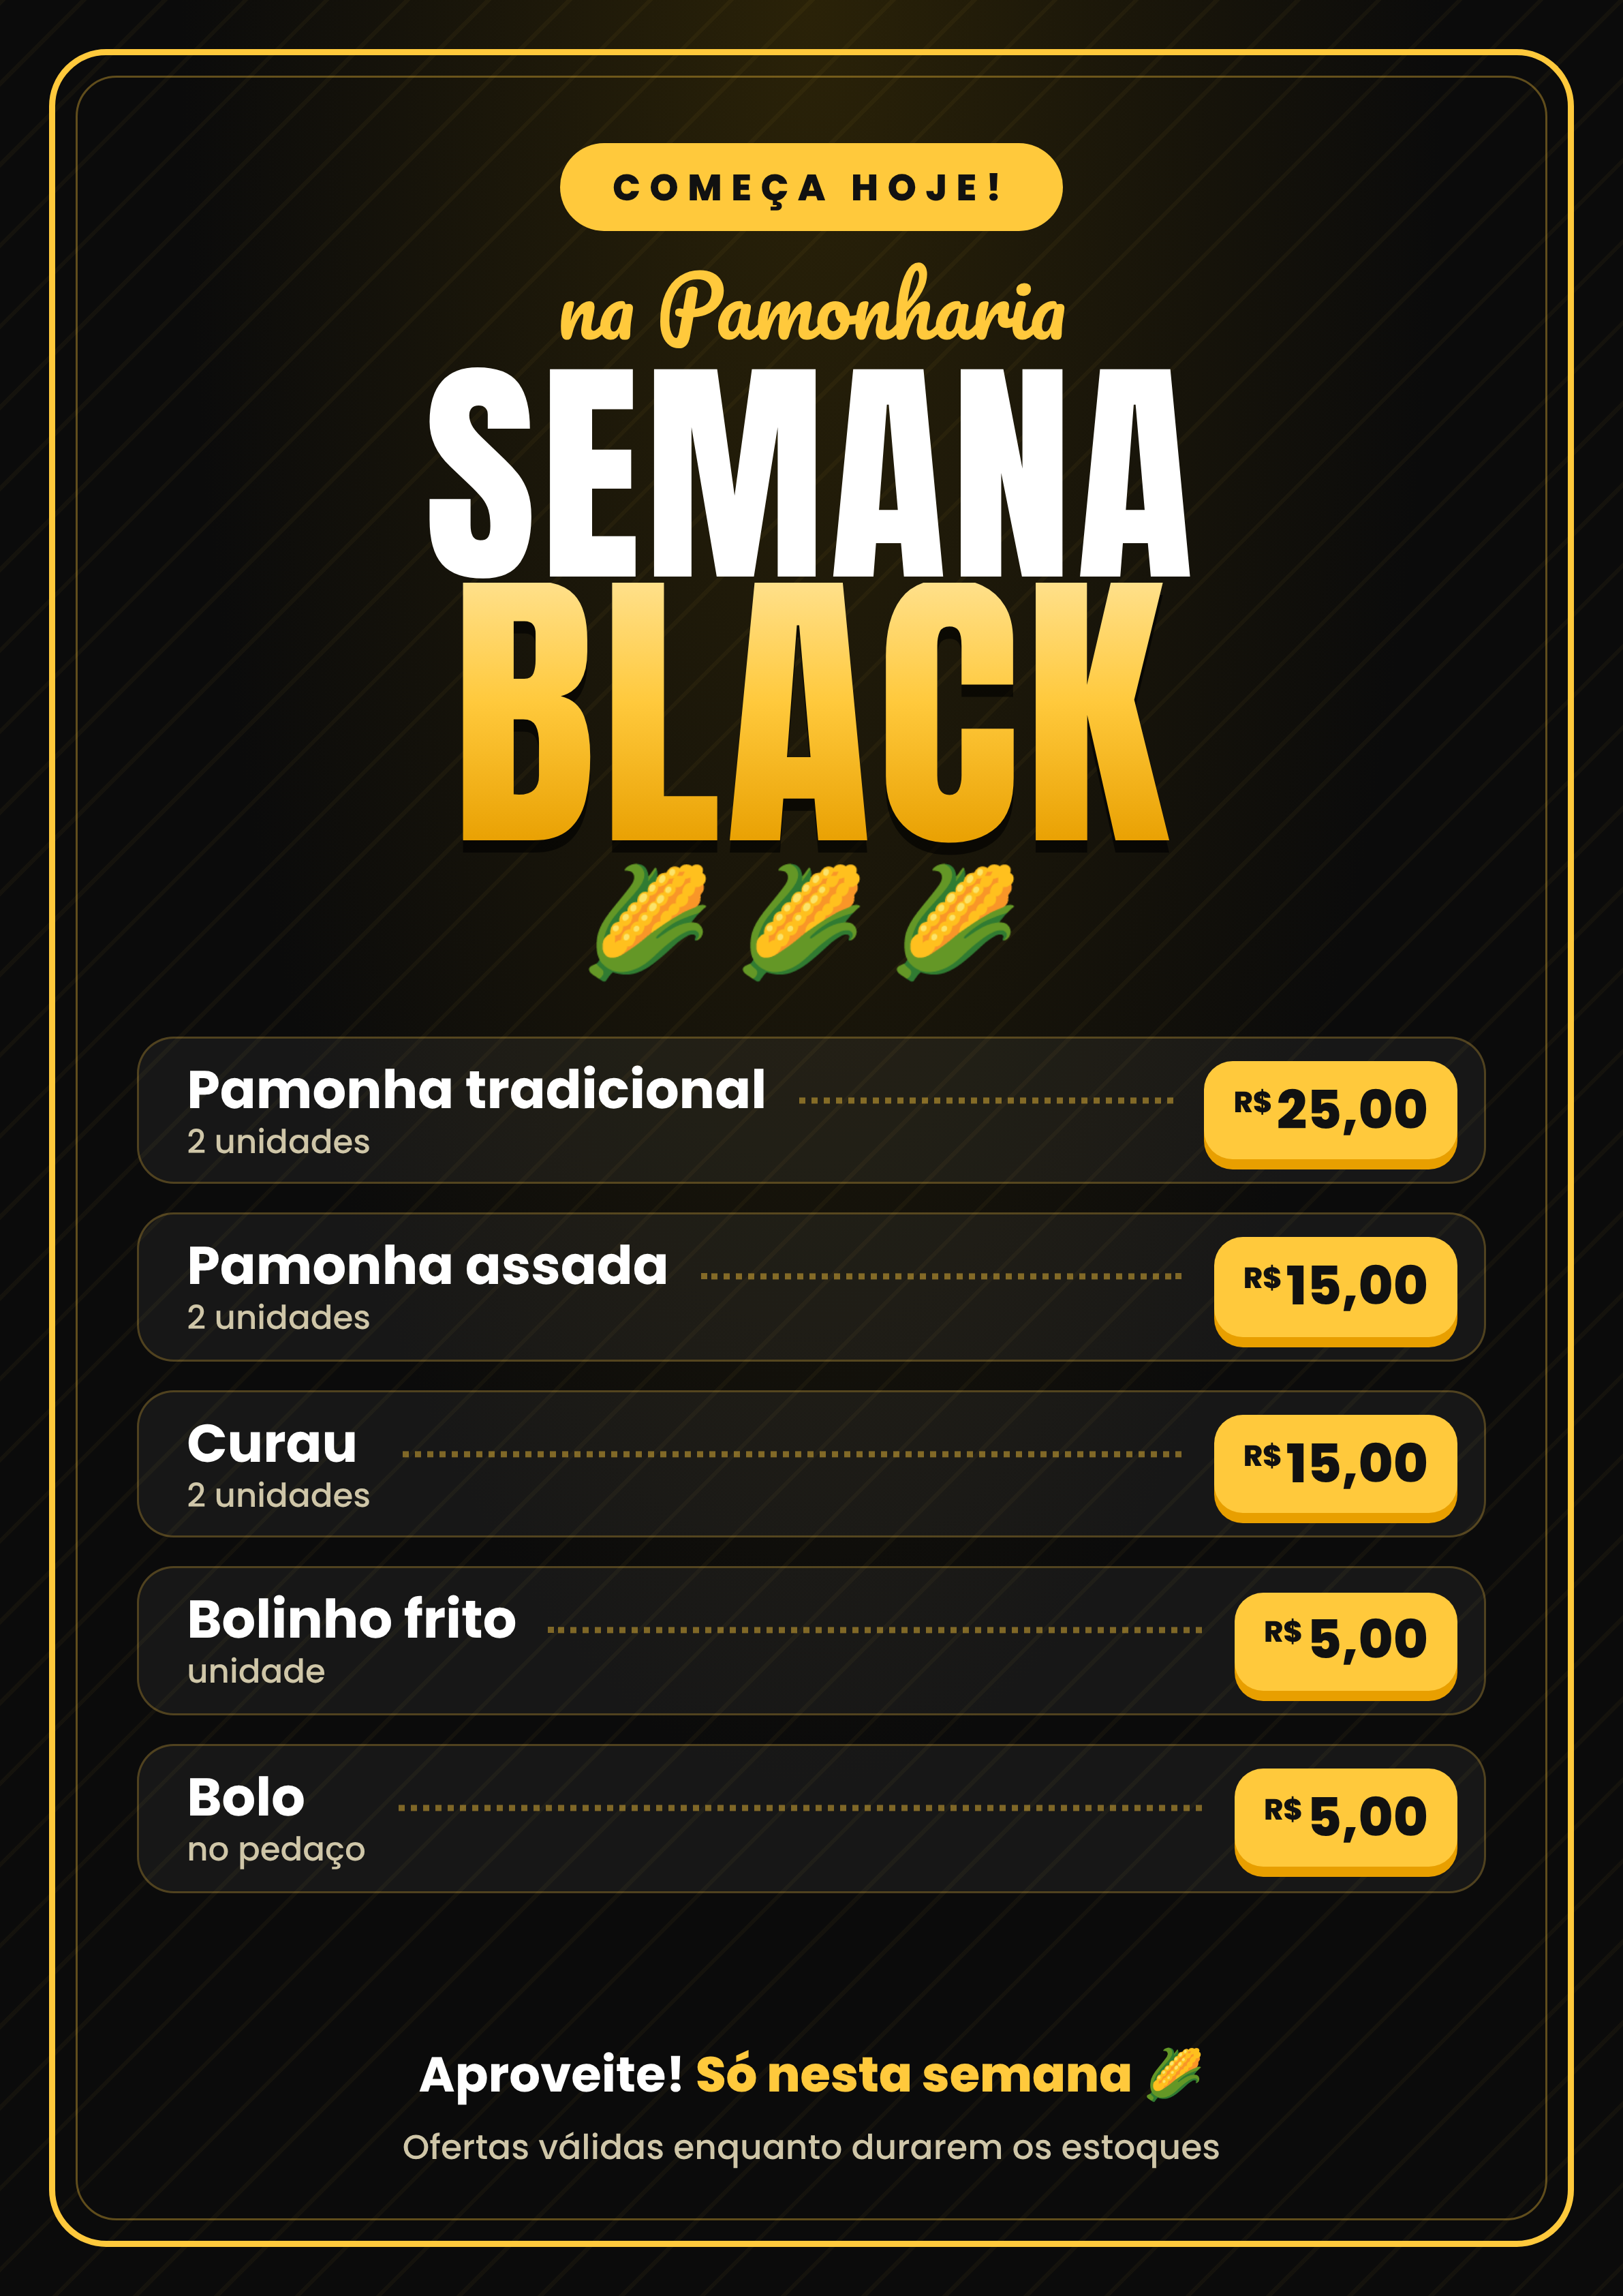 COMEÇA HOJE!
na Pamonharia
SEMANA
BLACK
Pamonha tradicional R$ 25,00
2 unidades
Pamonha assada R$ 15,00
2 unidades
Curau R$ 15,00
2 unidades
Bolinho frito R$ 5,00
unidade
Bolo R$ 5,00
no pedaço
Aproveite! Só nesta semana 🌽
Ofertas válidas enquanto durarem os estoques